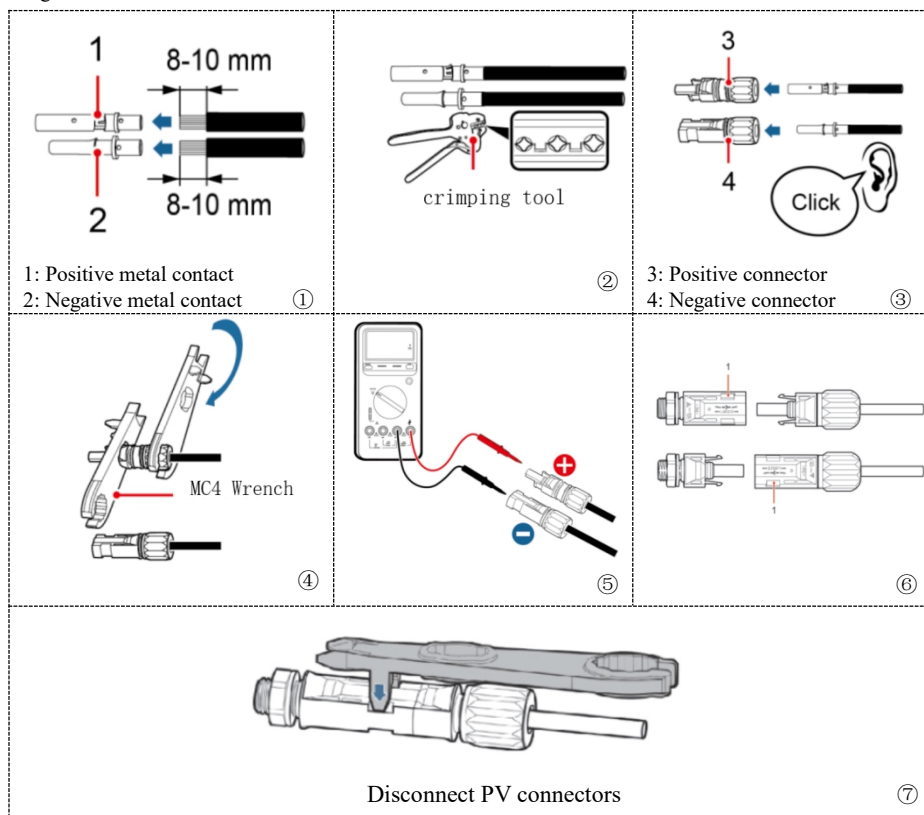 1
8-10 mm
8-10 mm
2
1: Positive metal contact
2: Negative metal contact
①
crimping tool
②
3
4
Click
3: Positive connector
4: Negative connector
③
MC4 Wrench
④
⑤
1
1
⑥
Disconnect PV connectors
⑦